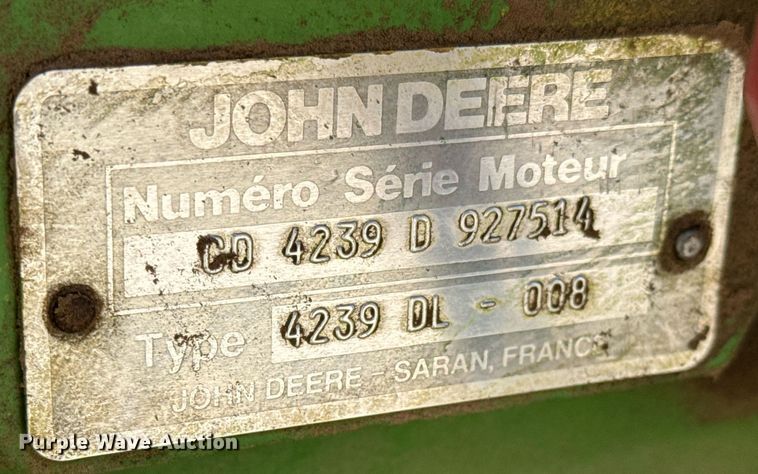 JOHN DEERE
Numéro Série Moteur
CD 4239 D 927514
Type 4239 DL - 008
JOHN DEERE - SARAN, FRANCE
Purple Wave Auction